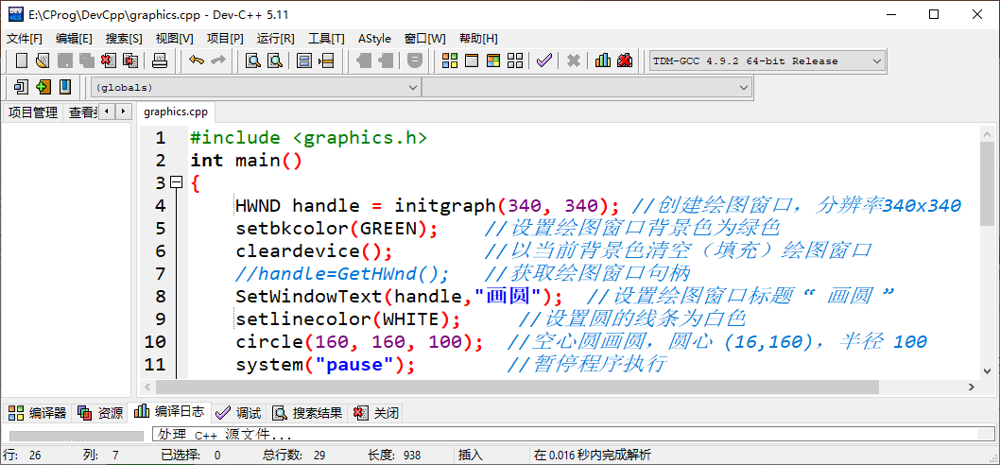 E:\CProg\DevCpp\graphics.cpp - Dev-C++ 5.11
文件[F] 编辑[E] 搜索[S] 视图[V] 项目[P] 运行[R] 工具[T] AStyle 窗口[W] 帮助[H]
TDM-GCC 4.9.2 64-bit Release
(globals)
项目管理 查看 graphics.cpp
1 #include <graphics.h>
2 int main()
3 {
4 HWND handle = initgraph(340, 340); //创建绘图窗口，分辨率340x340
5 setbkcolor(GREEN); //设置绘图窗口背景色为绿色
6 cleardevice(); //以当前背景色清空（填充）绘图窗口
7 //handle=GetHWnd(); //获取绘图窗口句柄
8 SetWindowText(handle,"画圆"); //设置绘图窗口标题“ 画圆 ”
9 setlinecolor(WHITE); //设置圆的线条为白色
10 circle(160, 160, 100); //空心圆画圆，圆心 (16,160)，半径 100
11 system("pause"); //暂停程序执行
编译器 资源 编译日志 调试 搜索结果 关闭
处理 C++ 源文件...
行: 26 列: 7 已选择: 0 总行数: 29 长度: 938 插入 在 0.016 秒内完成解析